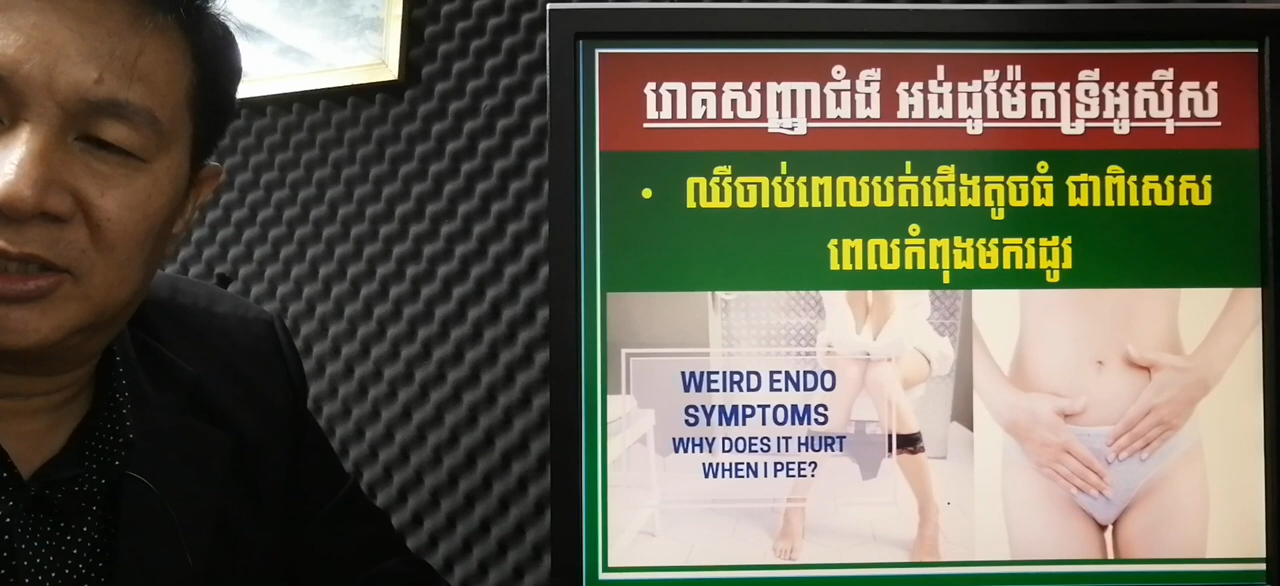 រោគសញ្ញាជំងឺ អង់ដូម៉ែតទ្រីអូស៊ីស
• ឈឺចាប់ពេលបត់ជើងតូចធំ ជាពិសេស
ពេលកំពុងមករដូវ
WEIRD ENDO
SYMPTOMS
WHY DOES IT HURT
WHEN I PEE?